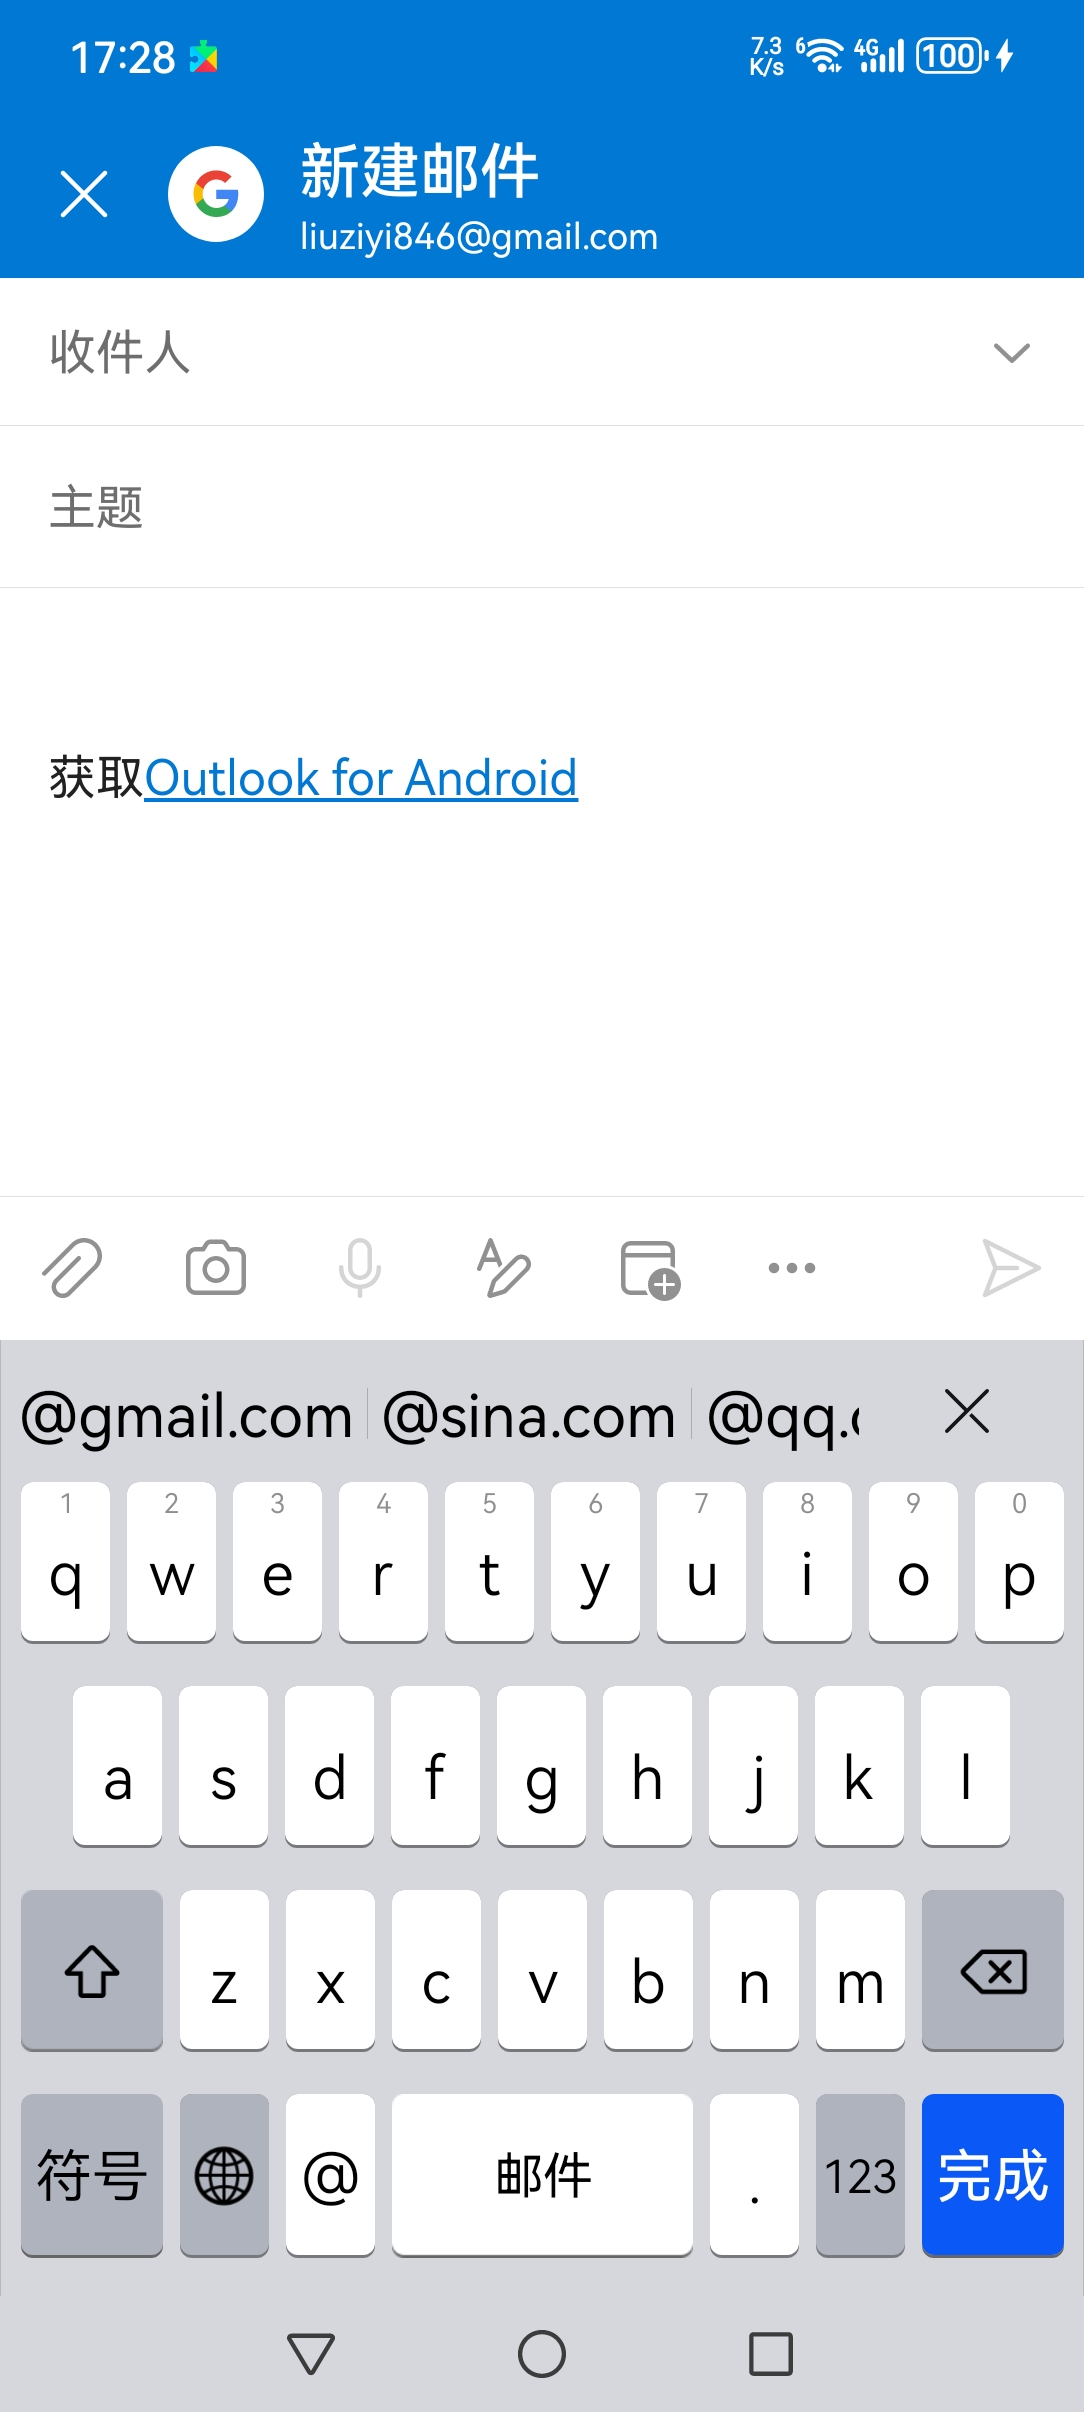 17:28
7.3 K/s 6 4G 100
新建邮件
liuziyi846@gmail.com
收件人
主题
获取Outlook for Android
@gmail.com @sina.com @qq.
1 2 3 4 5 6 7 8 9 0
q w e r t y u i o p
a s d f g h j k l
z x c v b n m
符号 @ 邮件 . 123 完成